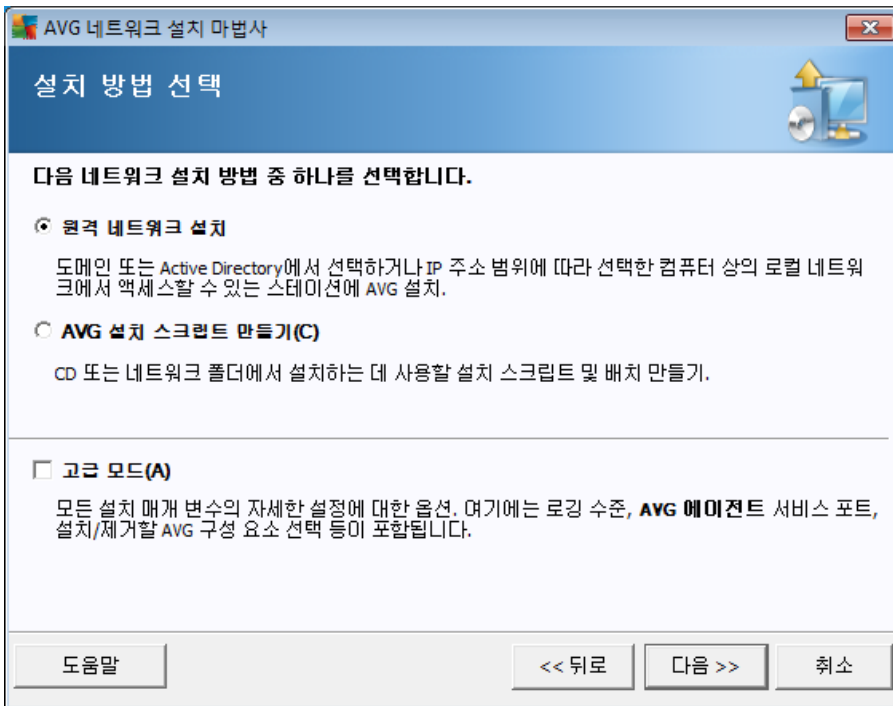 AVG 네트워크 설치 마법사
설치 방법 선택
다음 네트워크 설치 방법 중 하나를 선택합니다.
원격 네트워크 설치
도메인 또는 Active Directory에서 선택하거나 IP 주소 범위에 따라 선택한 컴퓨터 상의 로컬 네트워
크에서 액세스할 수 있는 스테이션에 AVG 설치.
AVG 설치 스크립트 만들기(C)
CD 또는 네트워크 폴더에서 설치하는 데 사용할 설치 스크립트 및 배치 만들기.
고급 모드(A)
모든 설치 매개 변수의 자세한 설정에 대한 옵션. 여기에는 로깅 수준, AVG 에이전트 서비스 포트,
설치/제거할 AVG 구성 요소 선택 등이 포함됩니다.
도움말
<< 뒤로
다음 >>
취소